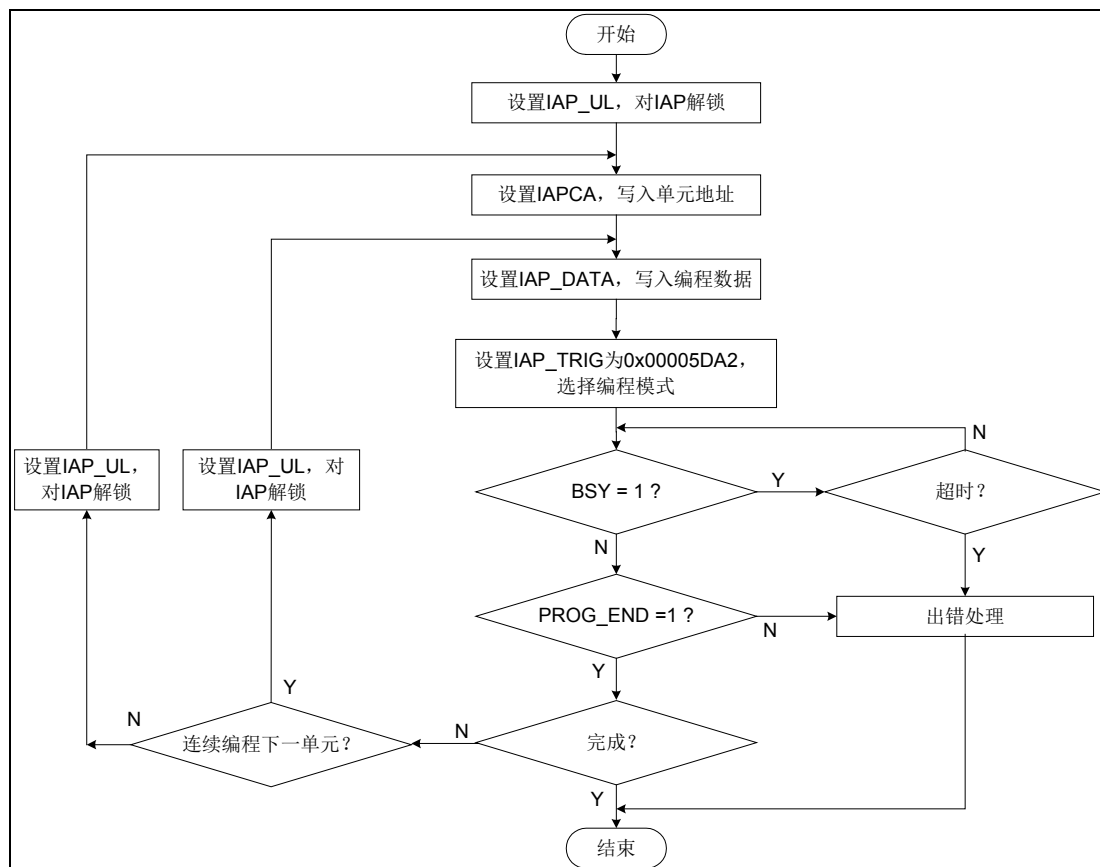 开始
设置IAP_UL，对IAP解锁
设置IAPCA，写入单元地址
设置IAP_DATA，写入编程数据
设置IAP_TRIG为0x00005DA2，
选择编程模式
N
设置IAP_UL，
对IAP解锁
设置IAP_UL，对
IAP解锁
BSY = 1 ?
Y
超时？
N
Y
PROG_END =1 ?
N
出错处理
Y
Y
N
连续编程下一单元？
N
完成？
Y
结束